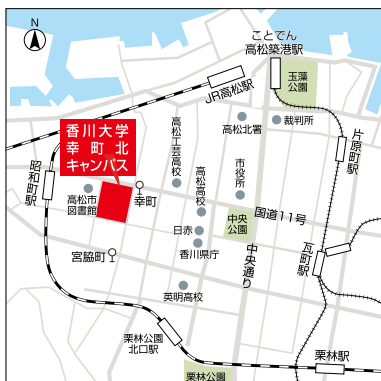 N
ことでん
高松築港駅
玉藻
公園
JR高松駅
香川大学
幸町北
キャンパス
高松工芸高校
高松北署
裁判所
片原町駅
昭和町駅
高松市
図書館
幸町
高松高校
市役所
国道11号
中央
公園
日赤
香川県庁
宮脇町
中央通り
瓦町駅
英明高校
栗林公園
北口駅
栗林駅
栗林公園